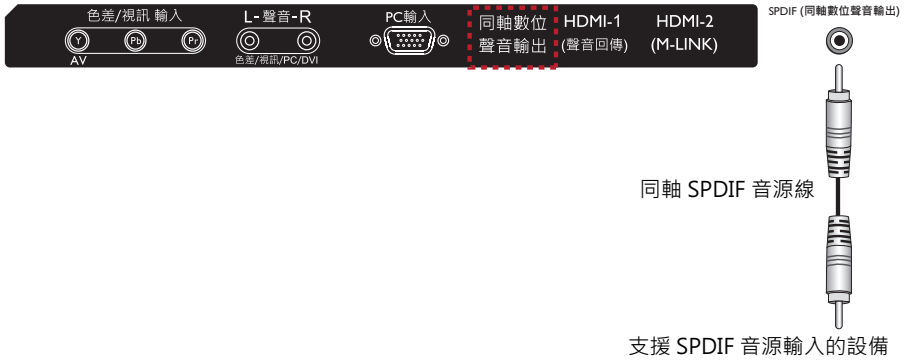 色差/視訊 輸入
Y
Pb
Pr
AV
L-聲音-R
色差/視訊/PC/DVI
PC輸入
同軸數位
聲音輸出
HDMI-1
(聲音回傳)
HDMI-2
(M-LINK)
SPDIF (同軸數位聲音輸出)
同軸 SPDIF 音源線
支援 SPDIF 音源輸入的設備